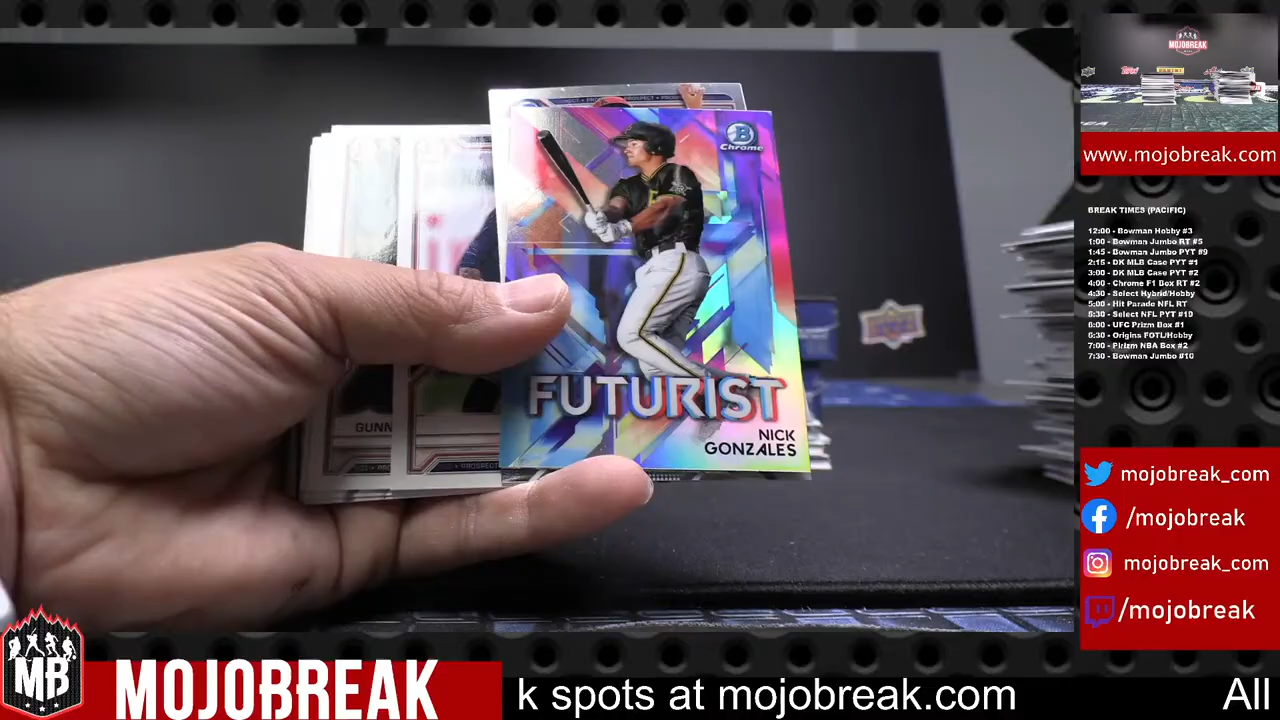 B
Chrome
FUTURIST
NICK
GONZALES
GUNN
PROSPECT
MOJOBREAK
www.mojobreak.com
BREAK TIMES (PACIFIC)
12:00 - Bowman Hobby #3
1:00 - Bowman Jumbo RT #5
1:45 - Bowman Jumbo PYT #9
2:15 - DK MLB Case PYT #1
3:00 - DK MLB Case PYT #2
4:00 - Chrome F1 Box RT #2
4:30 - Select Hybrid/Hobby
5:00 - Hit Parade NFL RT
5:30 - Select NFL PYT #10
6:00 - UFC Prizm Box #1
6:30 - Origins FOTL/Hobby
7:00 - Prizm NBA Box #2
7:30 - Bowman Jumbo #10
mojobreak_com
/mojobreak
mojobreak_com
/mojobreak
MB
MOJOBREAK
k spots at mojobreak.com
All